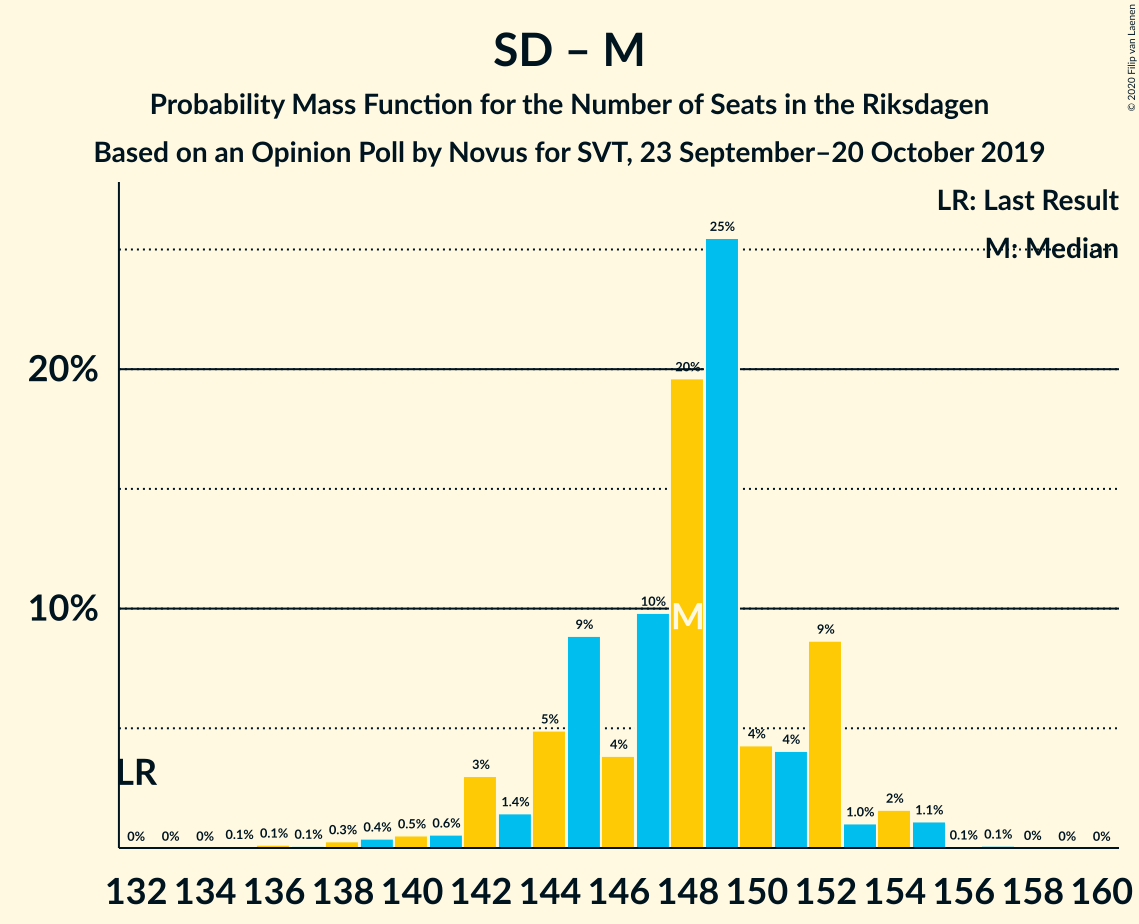 © 2020 Filip van Laenen
SD – M
Probability Mass Function for the Number of Seats in the Riksdagen
Based on an Opinion Poll by Novus for SVT, 23 September–20 October 2019
LR: Last Result
M: Median
20%
10%
LR
M
0% 0% 0% 0.1% 0.1% 0.1% 0.3% 0.4% 0.5% 0.6% 3% 1.4% 5% 9% 4% 10% 20% 25% 4% 4% 9% 1.0% 2% 1.1% 0.1% 0.1% 0% 0% 0%
132 134 136 138 140 142 144 146 148 150 152 154 156 158 160